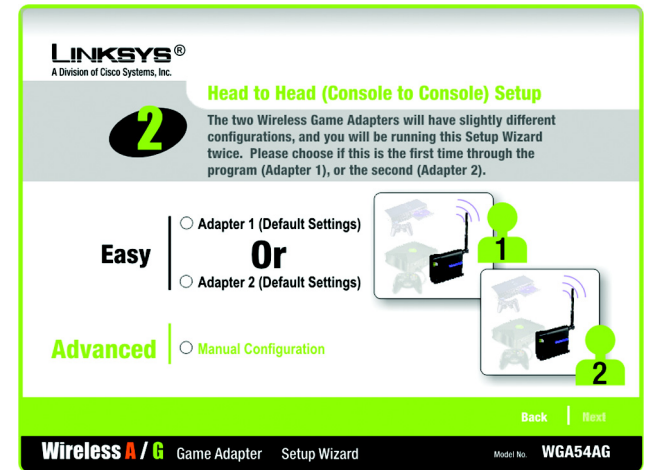 LINKSYS®
A Division of Cisco Systems, Inc.
Head to Head (Console to Console) Setup
2
The two Wireless Game Adapters will have slightly different
configurations, and you will be running this Setup Wizard
twice. Please choose if this is the first time through the
program (Adapter 1), or the second (Adapter 2).
Easy
Adapter 1 (Default Settings)
Or
Adapter 2 (Default Settings)
1
2
Advanced
Manual Configuration
Back
Next
Wireless A / G Game Adapter Setup Wizard
Model No. WGA54AG